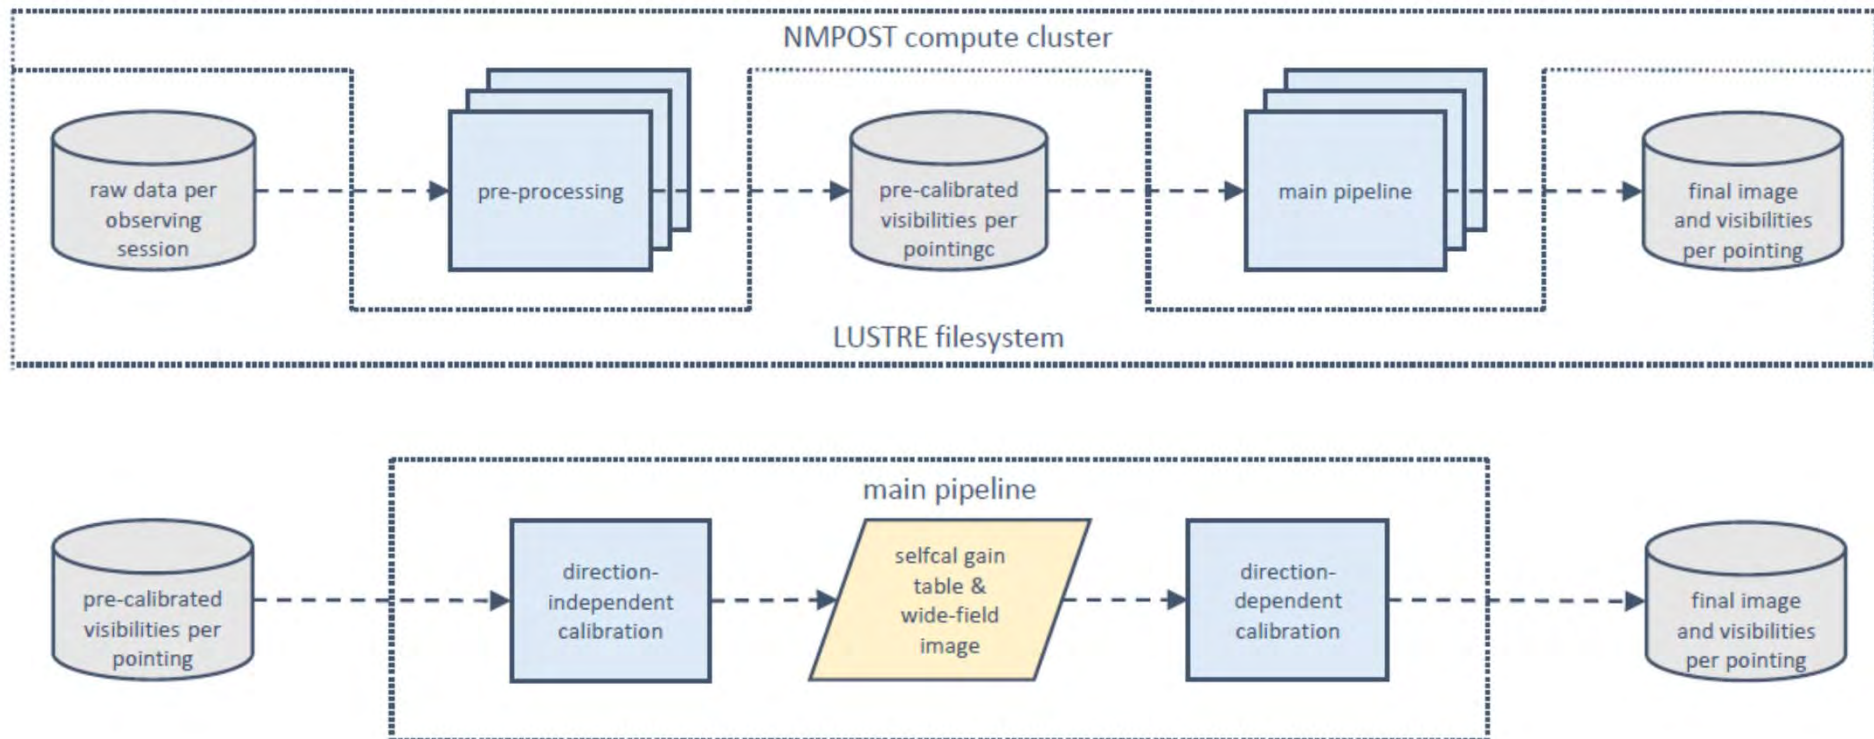 NMPOST compute cluster
raw data per
observing
session
pre-processing
pre-calibrated
visibilities per
pointingc
main pipeline
final image
and visibilities
per pointing
LUSTRE filesystem
main pipeline
pre-calibrated
visibilities per
pointing
direction-
independent
calibration
selfcal gain
table &
wide-field
image
direction-
dependent
calibration
final image
and visibilities
per pointing